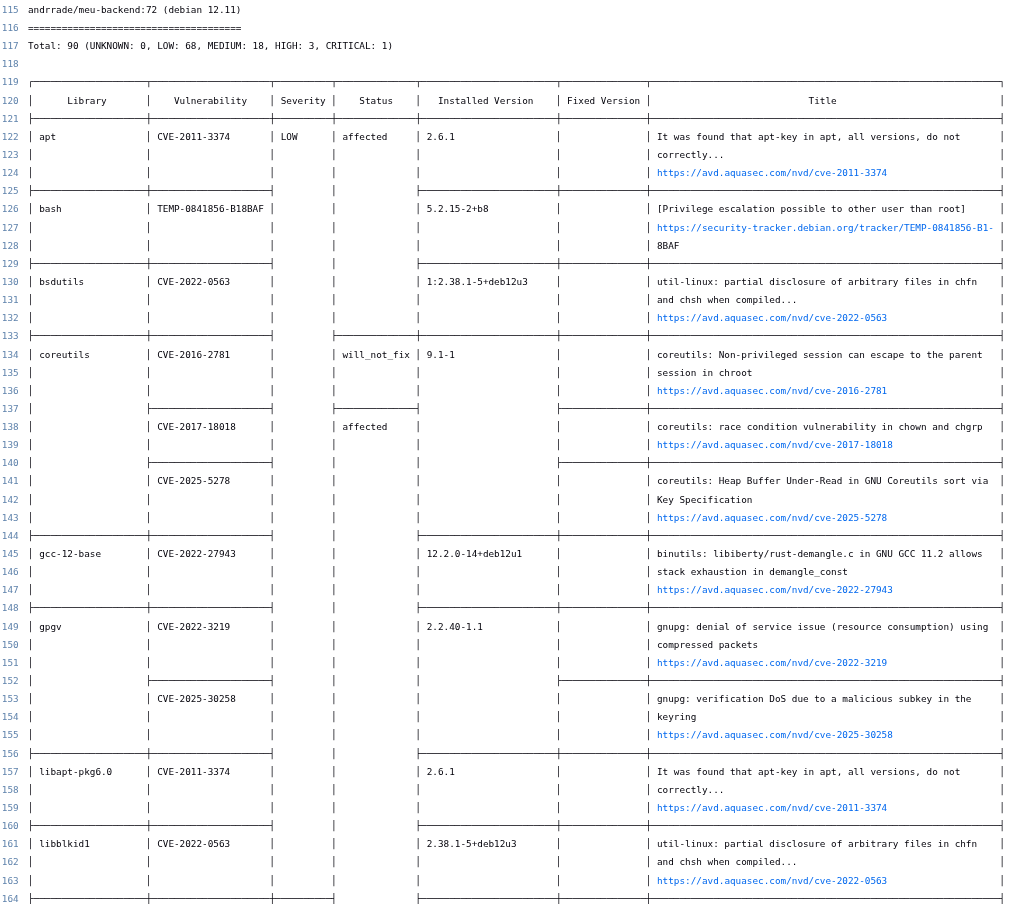 115 andrrade/meu-backend:72 (debian 12.11)
116 =====================================
117 Total: 90 (UNKNOWN: 0, LOW: 68, MEDIUM: 18, HIGH: 3, CRITICAL: 1)
118
119
120 Library Vulnerability Severity Status Installed Version Fixed Version Title
121
122 apt CVE-2011-3374 LOW affected 2.6.1 It was found that apt-key in apt, all versions, do not
123 correctly...
124 https://avd.aquasec.com/nvd/cve-2011-3374
125
126 bash TEMP-0841856-B18BAF 5.2.15-2+b8 [Privilege escalation possible to other user than root]
127 https://security-tracker.debian.org/tracker/TEMP-0841856-B1-
128 8BAF
129
130 bsdutils CVE-2022-0563 1:2.38.1-5+deb12u3 util-linux: partial disclosure of arbitrary files in chfn
131 and chsh when compiled...
132 https://avd.aquasec.com/nvd/cve-2022-0563
133
134 coreutils CVE-2016-2781 will_not_fix 9.1-1 coreutils: Non-privileged session can escape to the parent
135 session in chroot
136 https://avd.aquasec.com/nvd/cve-2016-2781
137
138 CVE-2017-18018 affected coreutils: race condition vulnerability in chown and chgrp
139 https://avd.aquasec.com/nvd/cve-2017-18018
140
141 CVE-2025-5278 coreutils: Heap Buffer Under-Read in GNU Coreutils sort via
142 Key Specification
143 https://avd.aquasec.com/nvd/cve-2025-5278
144
145 gcc-12-base CVE-2022-27943 12.2.0-14+deb12u1 binutils: libiberty/rust-demangle.c in GNU GCC 11.2 allows
146 stack exhaustion in demangle_const
147 https://avd.aquasec.com/nvd/cve-2022-27943
148
149 gpgv CVE-2022-3219 2.2.40-1.1 gnupg: denial of service issue (resource consumption) using
150 compressed packets
151 https://avd.aquasec.com/nvd/cve-2022-3219
152
153 CVE-2025-30258 gnupg: verification DoS due to a malicious subkey in the
154 keyring
155 https://avd.aquasec.com/nvd/cve-2025-30258
156
157 libapt-pkg6.0 CVE-2011-3374 2.6.1 It was found that apt-key in apt, all versions, do not
158 correctly...
159 https://avd.aquasec.com/nvd/cve-2011-3374
160
161 libblkid1 CVE-2022-0563 2.38.1-5+deb12u3 util-linux: partial disclosure of arbitrary files in chfn
162 and chsh when compiled...
163 https://avd.aquasec.com/nvd/cve-2022-0563
164